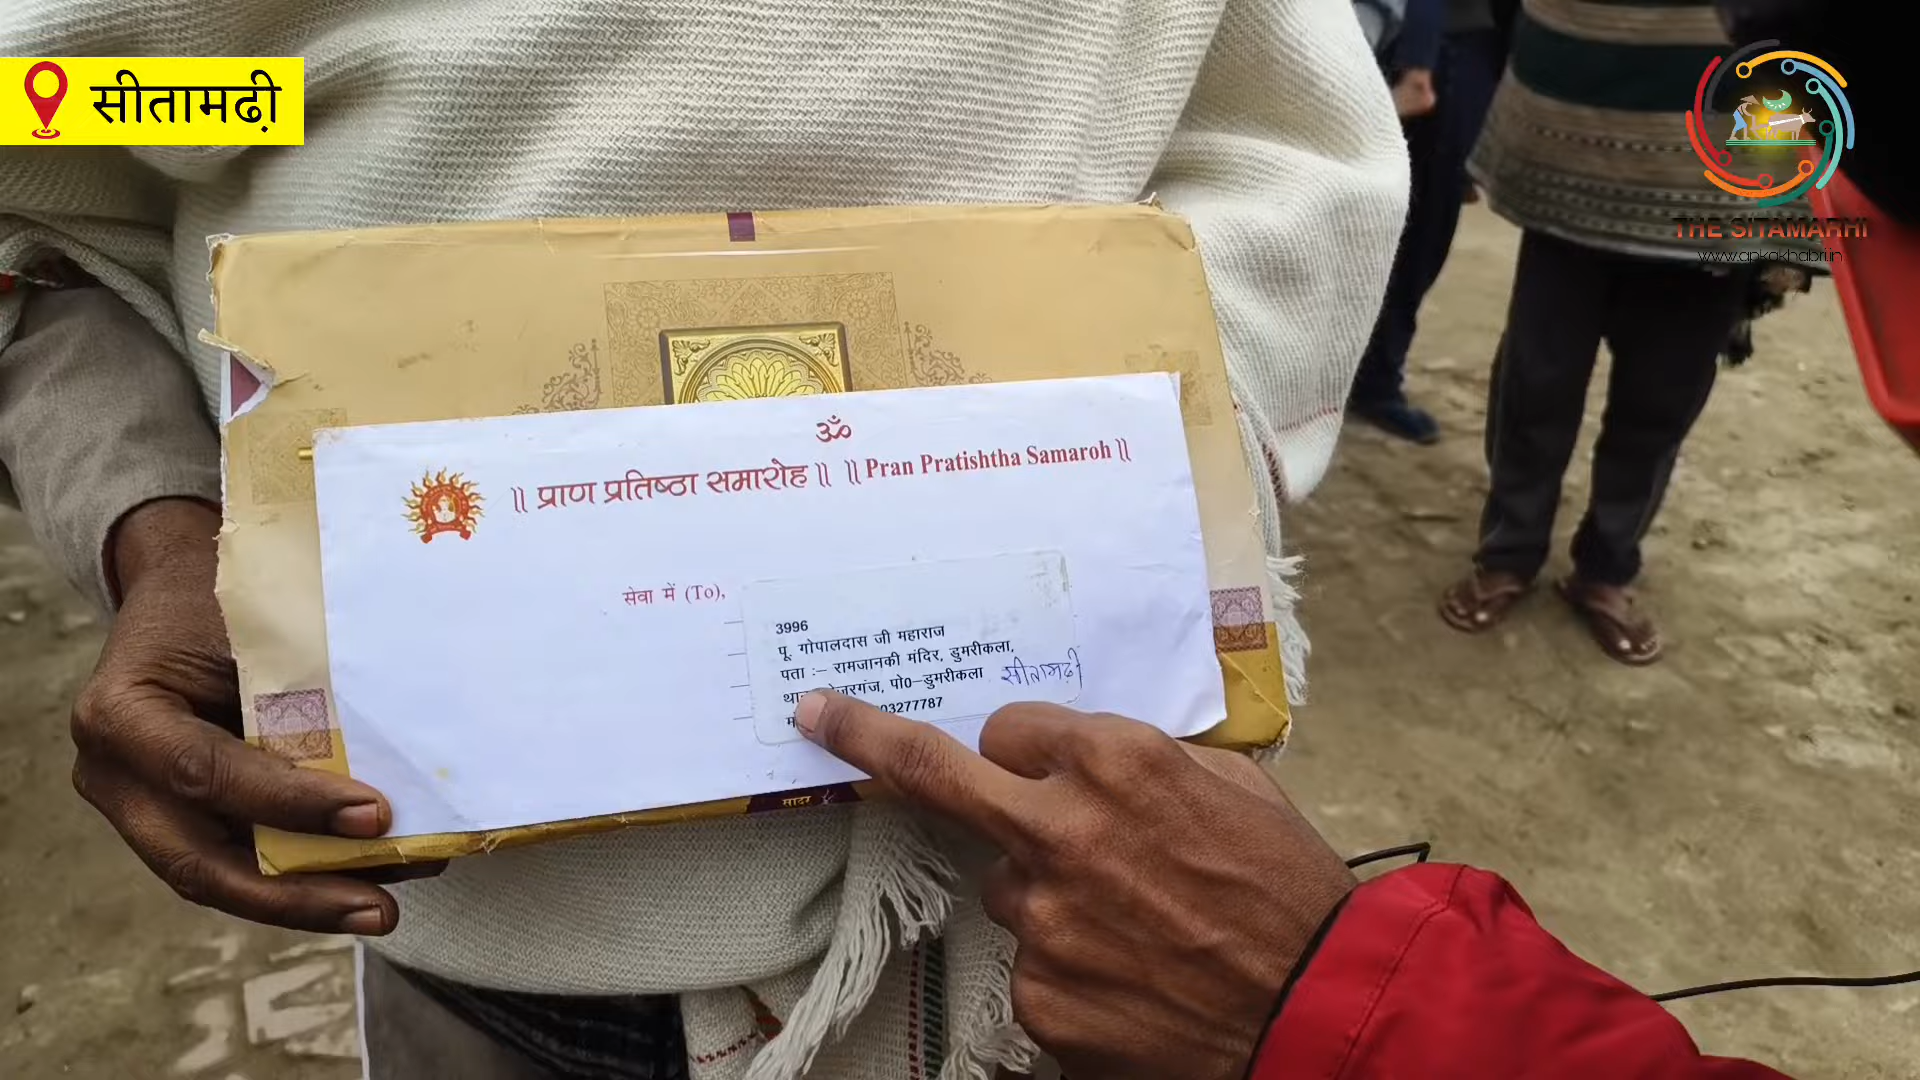 सीतामढ़ी
THE SITAMARHI
www.apkakhabri.in
ॐ
॥ प्राण प्रतिष्ठा समारोह ॥ ॥ Pran Pratishtha Samaroh ॥
सेवा में (To),
3996
पू. गोपालदास जी महाराज
पता :– रामजानकी मंदिर, डुमरीकला,
पो0–डुमरीकला सीतामढ़ी
03277787
सादर